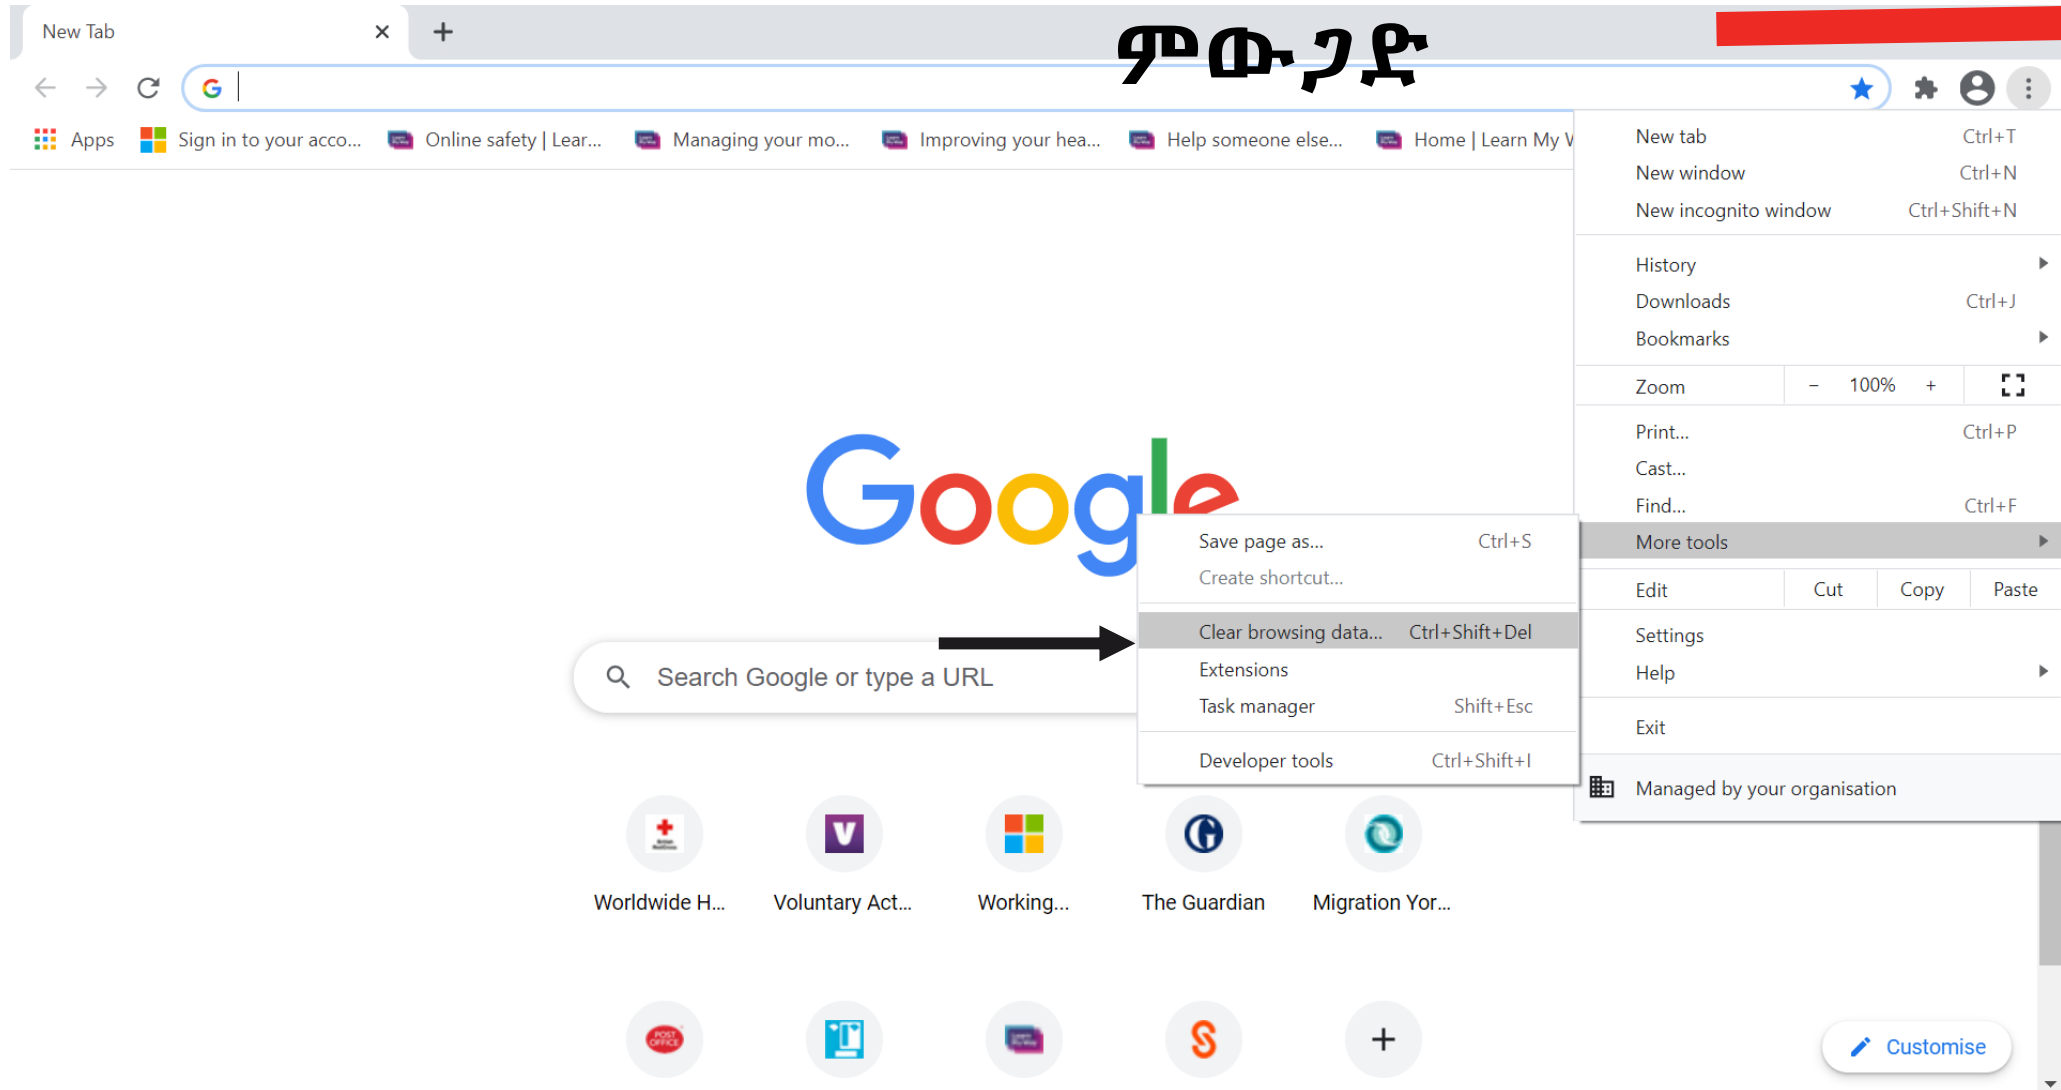 New Tab
ምውጋድ
Apps Sign in to your acco... Online safety | Lear... Managing your mo... Improving your hea... Help someone else... Home | Learn My W
New tab Ctrl+T
New window Ctrl+N
New incognito window Ctrl+Shift+N
History
Downloads Ctrl+J
Bookmarks
Zoom - 100% +
Print... Ctrl+P
Cast...
Find... Ctrl+F
More tools
Edit Cut Copy Paste
Settings
Help
Exit
Managed by your organisation
Google
Save page as... Ctrl+S
Create shortcut...
Clear browsing data... Ctrl+Shift+Del
Extensions
Task manager Shift+Esc
Developer tools Ctrl+Shift+I
Search Google or type a URL
Worldwide H... Voluntary Act... Working... The Guardian Migration Yor...
POST OFFICE
Customise